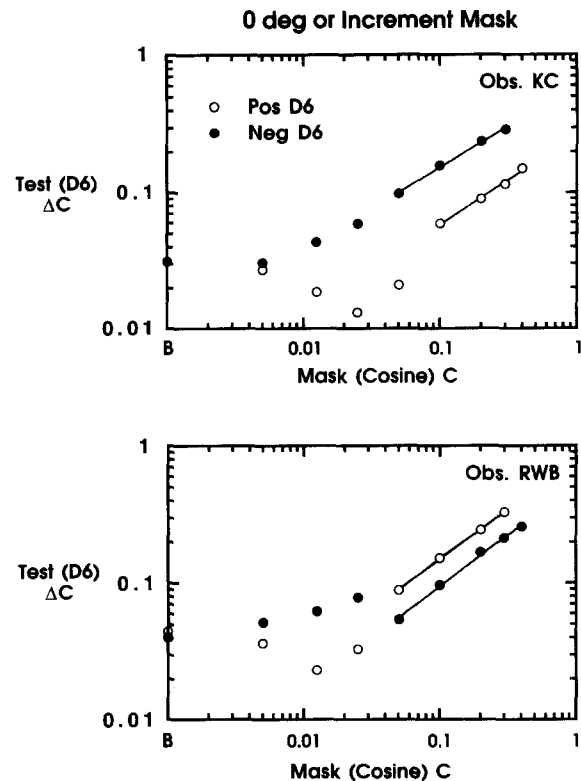 0 deg or Increment Mask
1
Obs. KC
○ Pos D6
● Neg D6
Test (D6)
ΔC
0.1
0.01
B
0.01
0.1
1
Mask (Cosine) C
1
Obs. RWB
Test (D6)
ΔC
0.1
0.01
B
0.01
0.1
1
Mask (Cosine) C